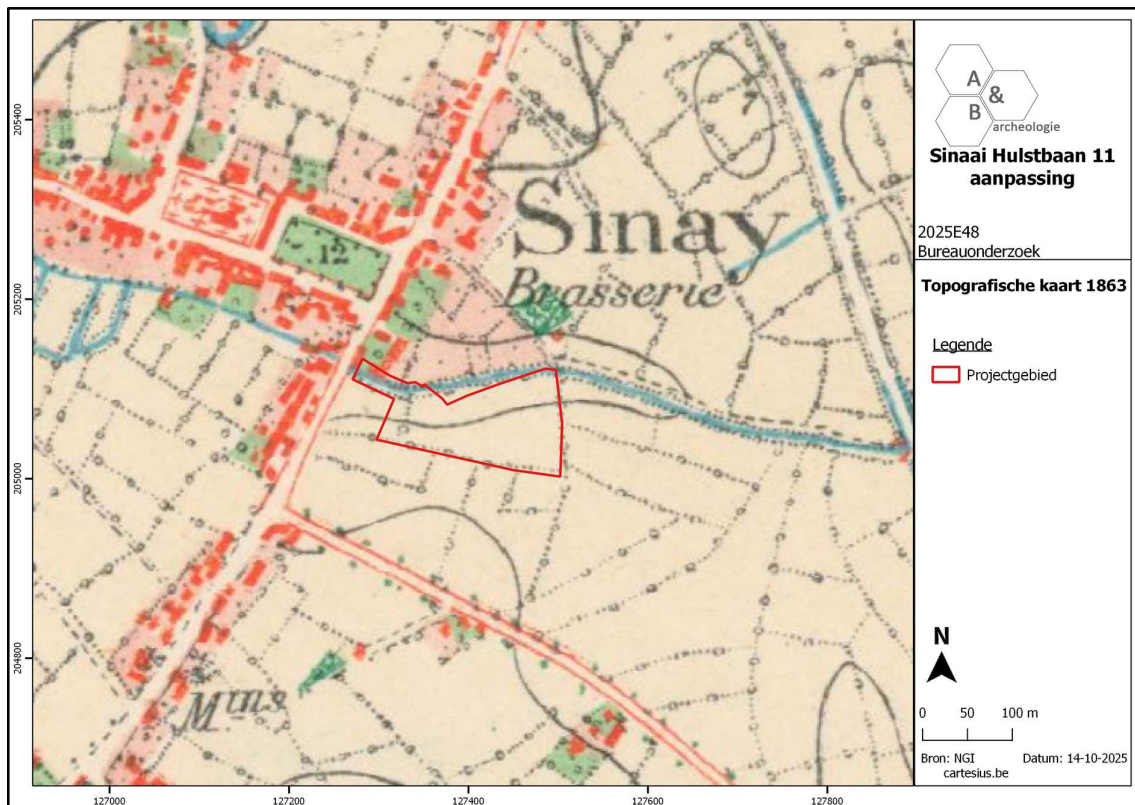 205400
205200
205000
204800
127000
127200
127400
127600
127800
12
Sinay
Brasserie
Mins
A
&
B
archeologie
Sinaai Hulstbaan 11
aanpassing
2025E48
Bureauonderzoek
Topografische kaart 1863
Legende
Projectgebied
N
0 50 100 m
Bron: NGI
cartesius.be
Datum: 14-10-2025